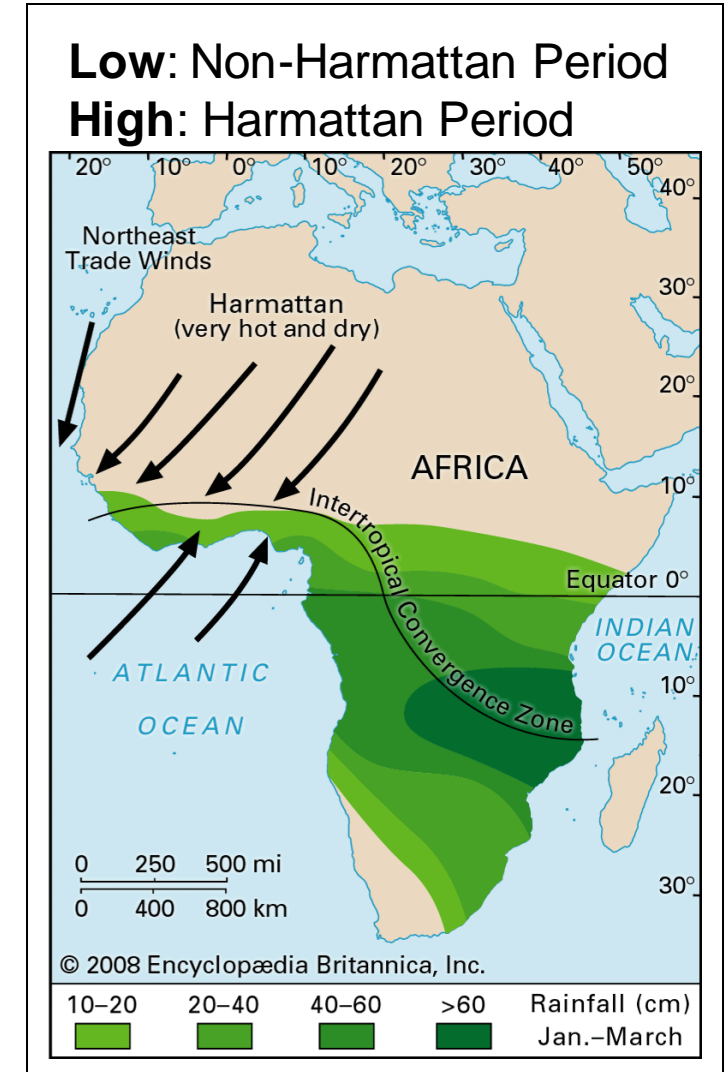 Low: Non-Harmattan Period
High: Harmattan Period
20° 10° 0° 10° 20° 30° 40° 50°
40°
Northeast
Trade Winds
30°
Harmattan
(very hot and dry)
20°
AFRICA
10°
Intertropical Convergence Zone
Equator 0°
INDIAN
OCEAN
ATLANTIC
OCEAN
10°
20°
0 250 500 mi
0 400 800 km
30°
© 2008 Encyclopædia Britannica, Inc.
10–20 20–40 40–60 >60 Rainfall (cm)
Jan.–March